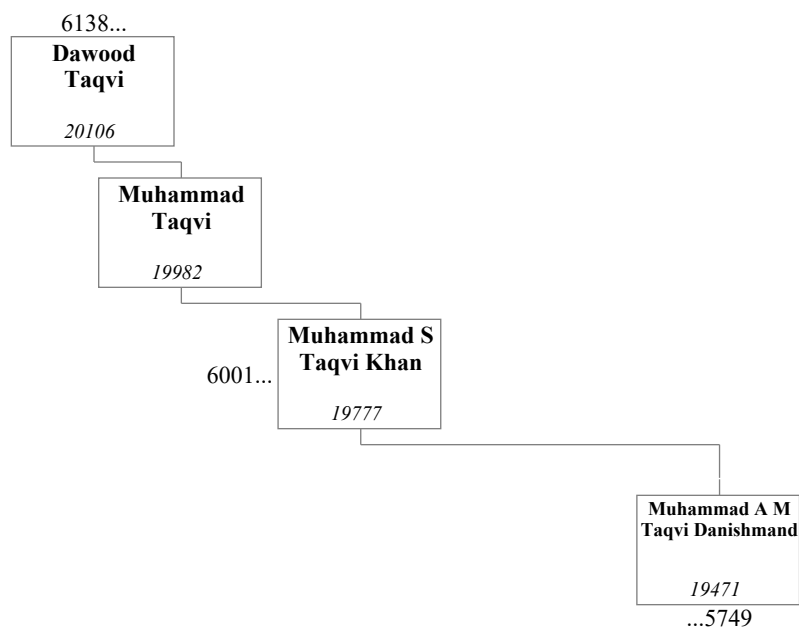 6138...
Dawood
Taqvi
20106
Muhammad
Taqvi
19982
Muhammad S
Taqvi Khan
6001...
19777
Muhammad A M
Taqvi Danishmand
19471
...5749